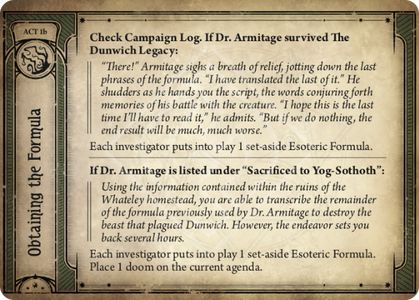 ACT 1b
Obtaining the Formula
Check Campaign Log. If Dr. Armitage survived The
Dunwich Legacy:
“There!” Armitage sighs a breath of relief, jotting down the last
phrases of the formula. “I have translated the last of it.” He
shudders as he hands you the script, the words conjuring forth
memories of his battle with the creature. “I hope this is the last
time I’ll have to read it,” he admits. “But if we do nothing, the
end result will be much, much worse.”
Each investigator puts into play 1 set-aside Esoteric Formula.
If Dr. Armitage is listed under “Sacrificed to Yog-Sothoth”:
Using the information contained within the ruins of the
Whateley homestead, you are able to transcribe the remainder
of the formula previously used by Dr. Armitage to destroy the
beast that plagued Dunwich. However, the endeavor sets you
back several hours.
Each investigator puts into play 1 set-aside Esoteric Formula.
Place 1 doom on the current agenda.